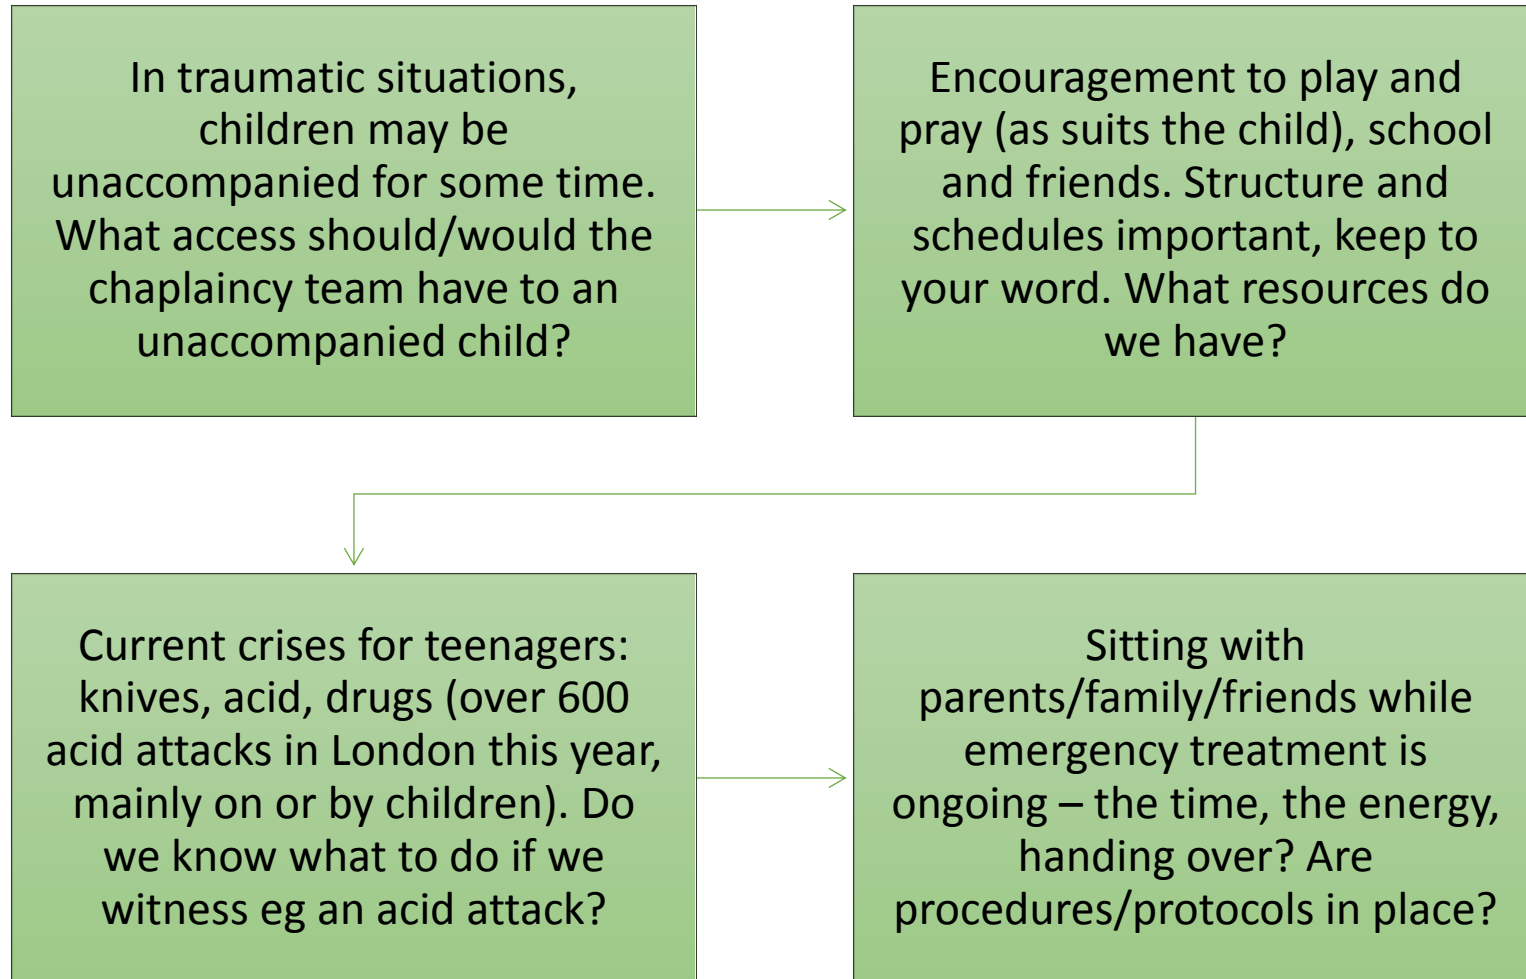 In traumatic situations,
children may be
unaccompanied for some time.
What access should/would the
chaplaincy team have to an
unaccompanied child?
Encouragement to play and
pray (as suits the child), school
and friends. Structure and
schedules important, keep to
your word. What resources do
we have?
Current crises for teenagers:
knives, acid, drugs (over 600
acid attacks in London this year,
mainly on or by children). Do
we know what to do if we
witness eg an acid attack?
Sitting with
parents/family/friends while
emergency treatment is
ongoing – the time, the energy,
handing over? Are
procedures/protocols in place?